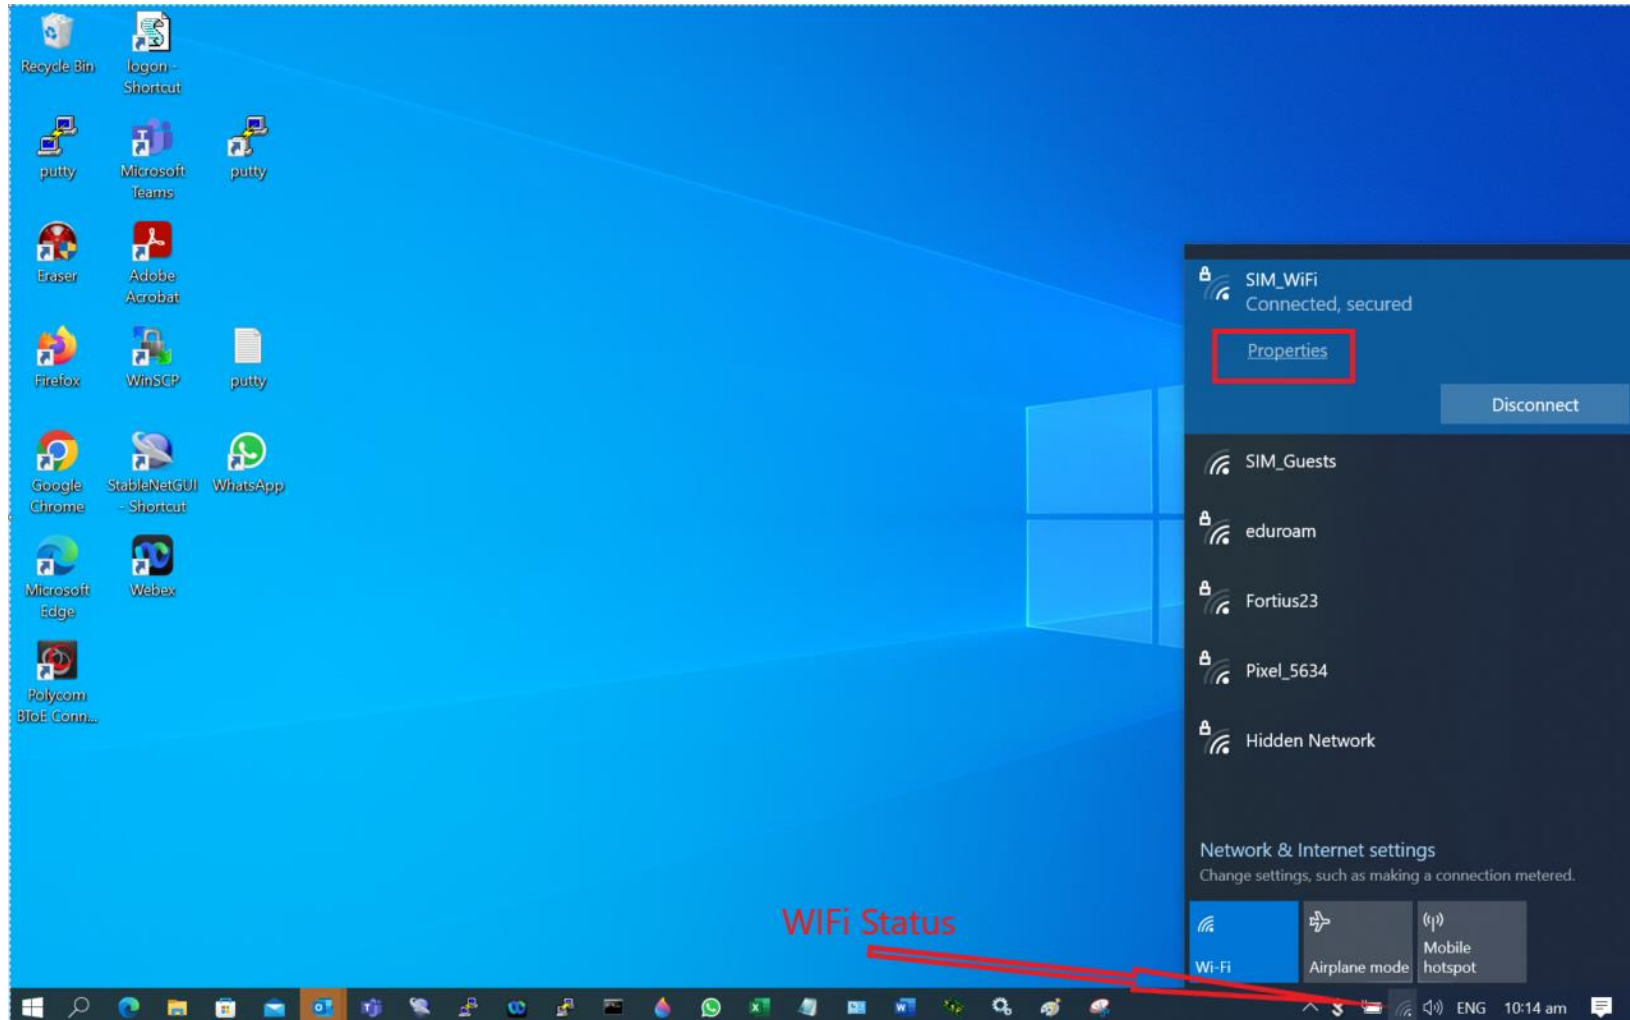 Recycle Bin
logon -
Shortcut
putty
Microsoft
Teams
putty
Eraser
Adobe
Acrobat
Firefox
WinSCP
putty
Google
Chrome
StableNetGUI
- Shortcut
WhatsApp
Microsoft
Edge
Webex
Polycom
BToE Conn...
SIM_WiFi
Connected, secured
Properties
Disconnect
SIM_Guests
eduroam
Fortius23
Pixel_5634
Hidden Network
Network & Internet settings
Change settings, such as making a connection metered.
WIFi Status
Wi-Fi
Airplane mode
Mobile
hotspot
ENG
10:14 am